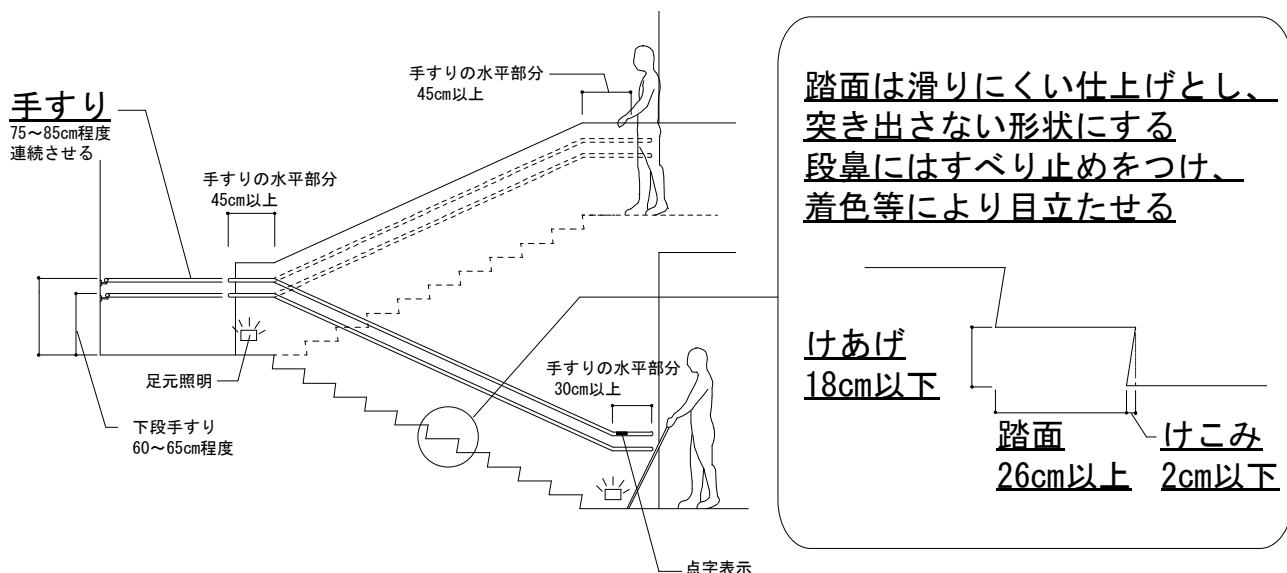 手すりの水平部分
45cm以上
手すり
75～85cm程度
連続させる
手すりの水平部分
45cm以上
足元照明
下段手すり
60～65cm程度
手すりの水平部分
30cm以上
点字表示
踏面は滑りにくい仕上げとし、
突き出さない形状にする
段鼻にはすべり止めをつけ、
着色等により目立たせる
けあげ
18cm以下
踏面
26cm以上
けこみ
2cm以下